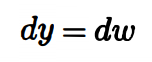 dy = dw